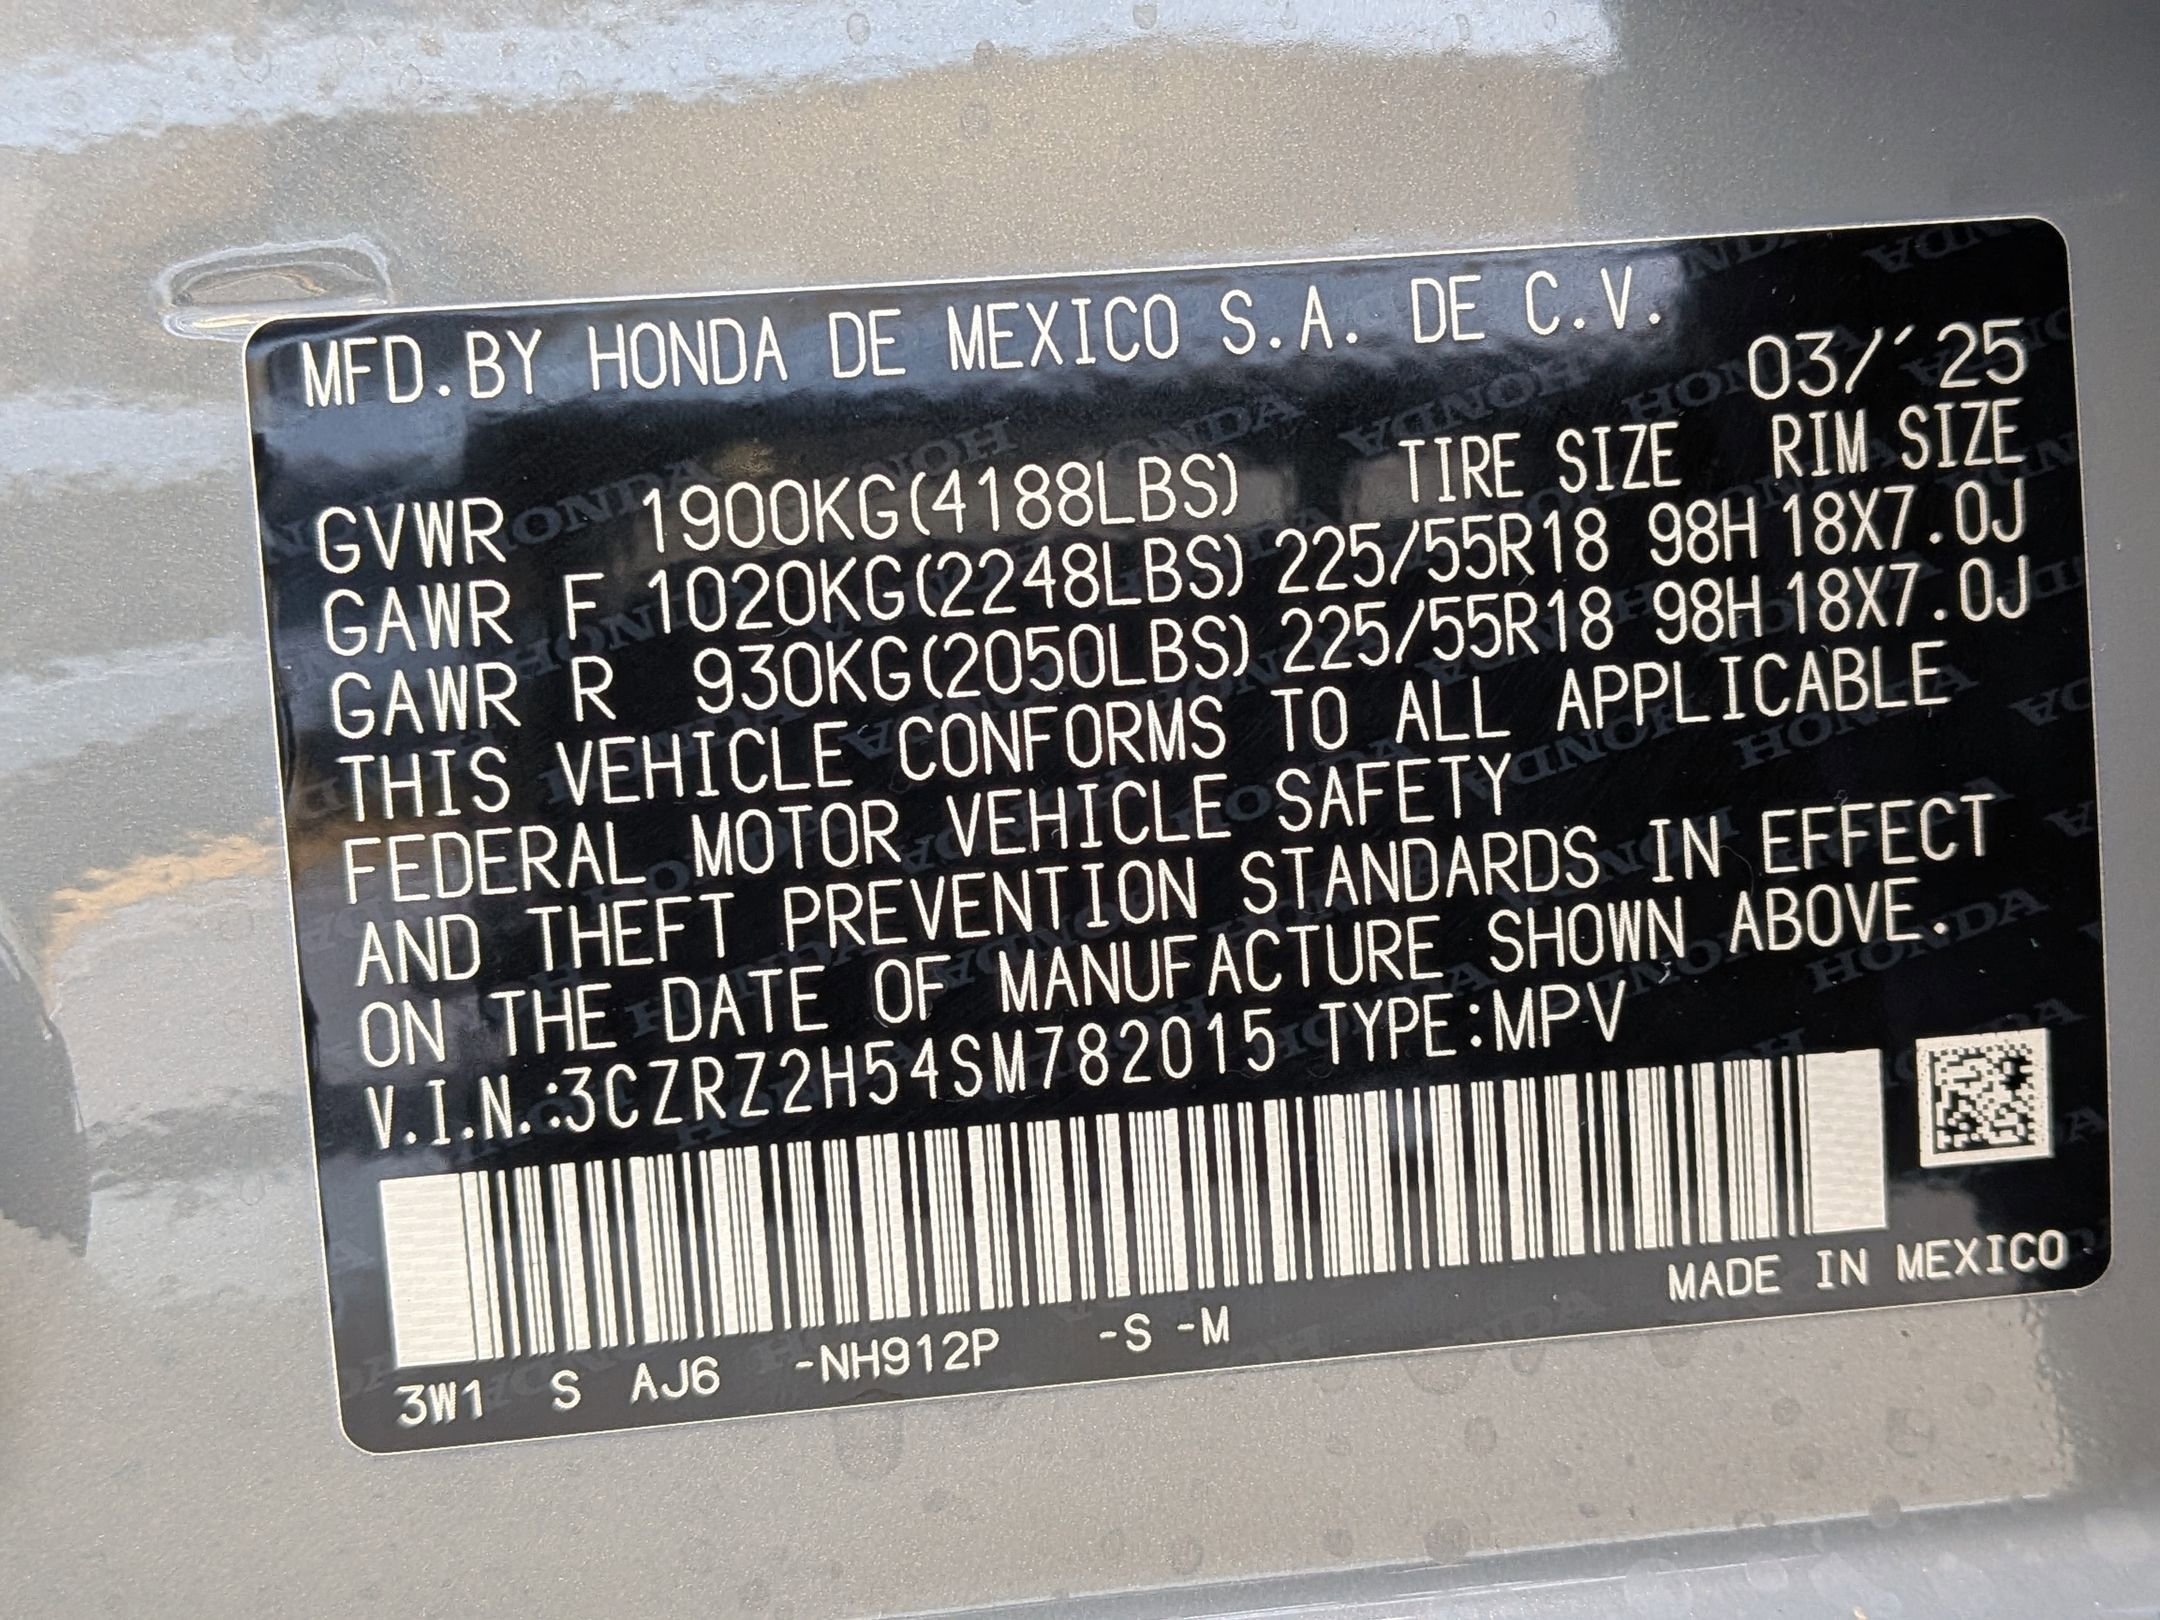 MFD.BY HONDA DE MEXICO S.A. DE C.V.
03/´25
TIRE SIZE RIM SIZE
GVWR 1900KG(4188LBS)
GAWR F 1020KG(2248LBS) 225/55R18 98H 18X7.0J
GAWR R 930KG(2050LBS) 225/55R18 98H 18X7.0J
THIS VEHICLE CONFORMS TO ALL APPLICABLE
FEDERAL MOTOR VEHICLE SAFETY
AND THEFT PREVENTION STANDARDS IN EFFECT
ON THE DATE OF MANUFACTURE SHOWN ABOVE.
V.I.N.:3CZRZ2H54SM782015 TYPE:MPV
MADE IN MEXICO
3W1 S AJ6 -NH912P -S -M